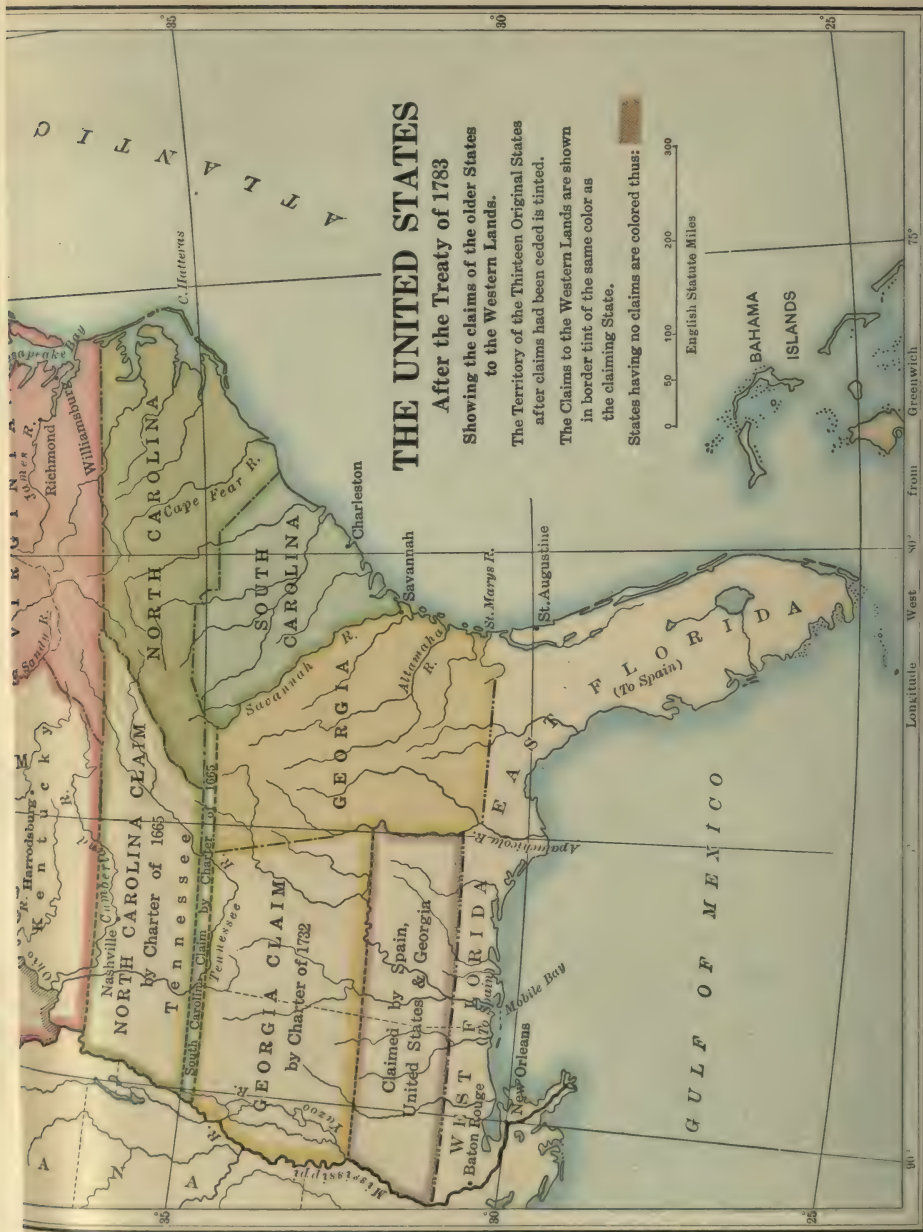 THE UNITED STATES
After the Treaty of 1783
Showing the claims of the older States
to the Western Lands.
The Territory of the Thirteen Original States
after claims had been ceded is tinted.
The Claims to the Western Lands are shown
in border tint of the same color as
the claiming State.
States having no claims are colored thus:
0 50 100 200 300
English Statute Miles
ATLANTIC
C. Hatteras
James R.
Richmond
Williamsburg
VIRGINIA
Sandy R.
NORTH CAROLINA
Cape Fear R.
SOUTH
CAROLINA
Charleston
Savannah
Savannah R.
GEORGIA
Altamaha
R.
St. Marys R.
St. Augustine
EAST FLORIDA
(To Spain)
BAHAMA
ISLANDS
M
R. Harrodsburg
Kentucky
R.
Ohio
Nashville
NORTH CAROLINA CLAIM
by Charter of 1665
Tennessee
South Carolina Claim by Charter of 1665
Tennessee
R.
GEORGIA CLAIM
by Charter of 1732
Yazoo
R.
Claimed by Spain,
United States & Georgia
WEST FLORIDA
(To Spain)
Baton Rouge
New Orleans
Mobile Bay
Apalachicola R.
Mississippi
R.
A
A
GULF OF MEXICO
35°
30°
25°
35
30
25
90°
Longitude West 80° from Greenwich
75°